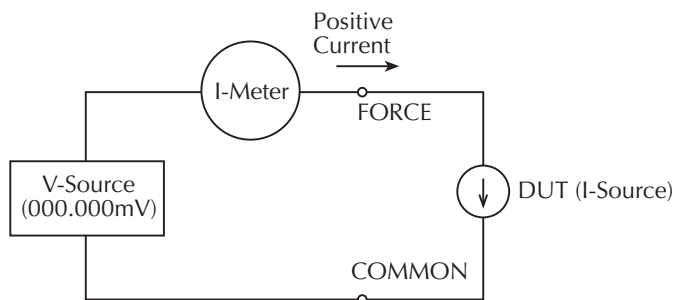 Positive
Current
I-Meter
FORCE
V-Source
(000.000mV)
DUT (I-Source)
COMMON